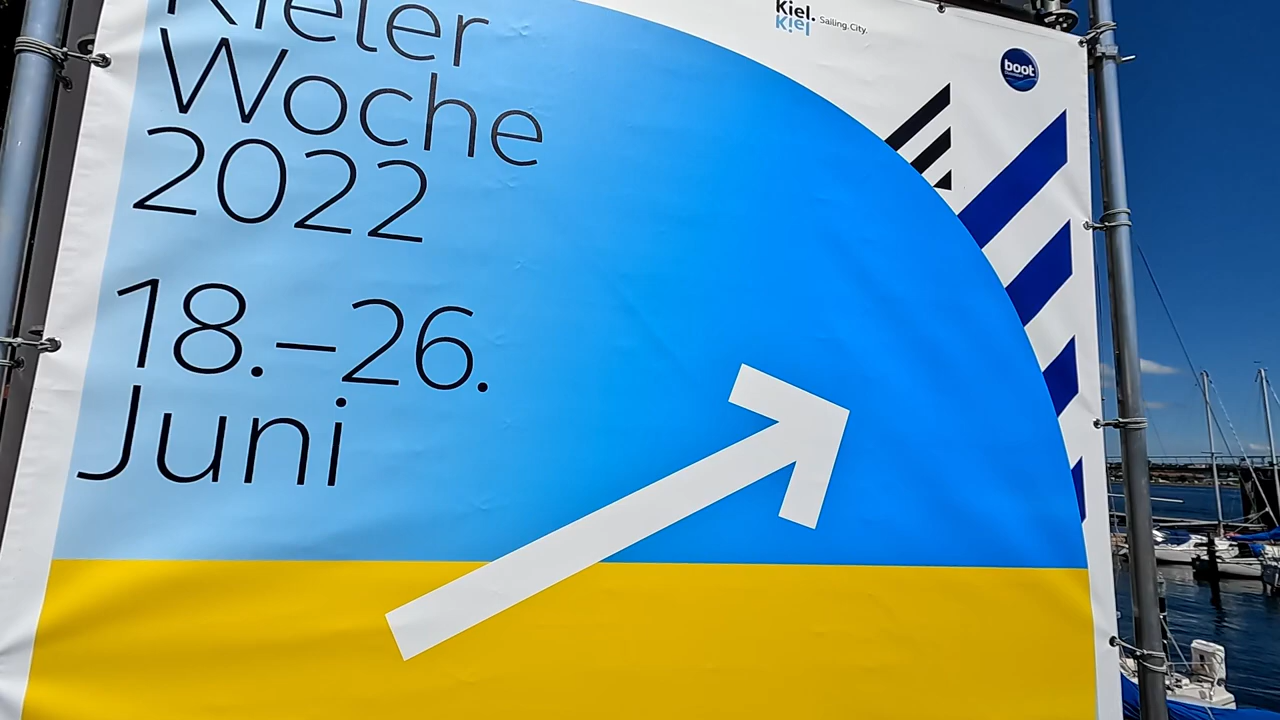 Kieler
Woche
2022
18.–26.
Juni
Kiel.
Kiel
Sailing.City.
boot